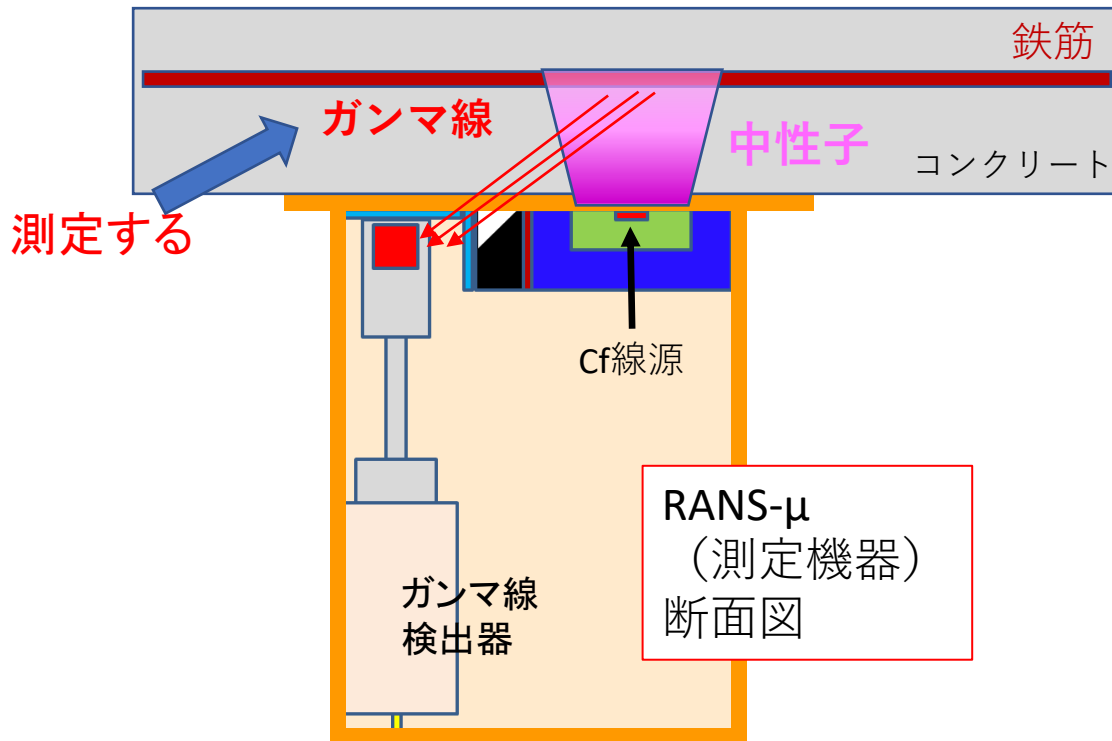 鉄筋
ガンマ線
中性子
コンクリート
測定する
Cf線源
RANS-μ
（測定機器）
断面図
ガンマ線
検出器